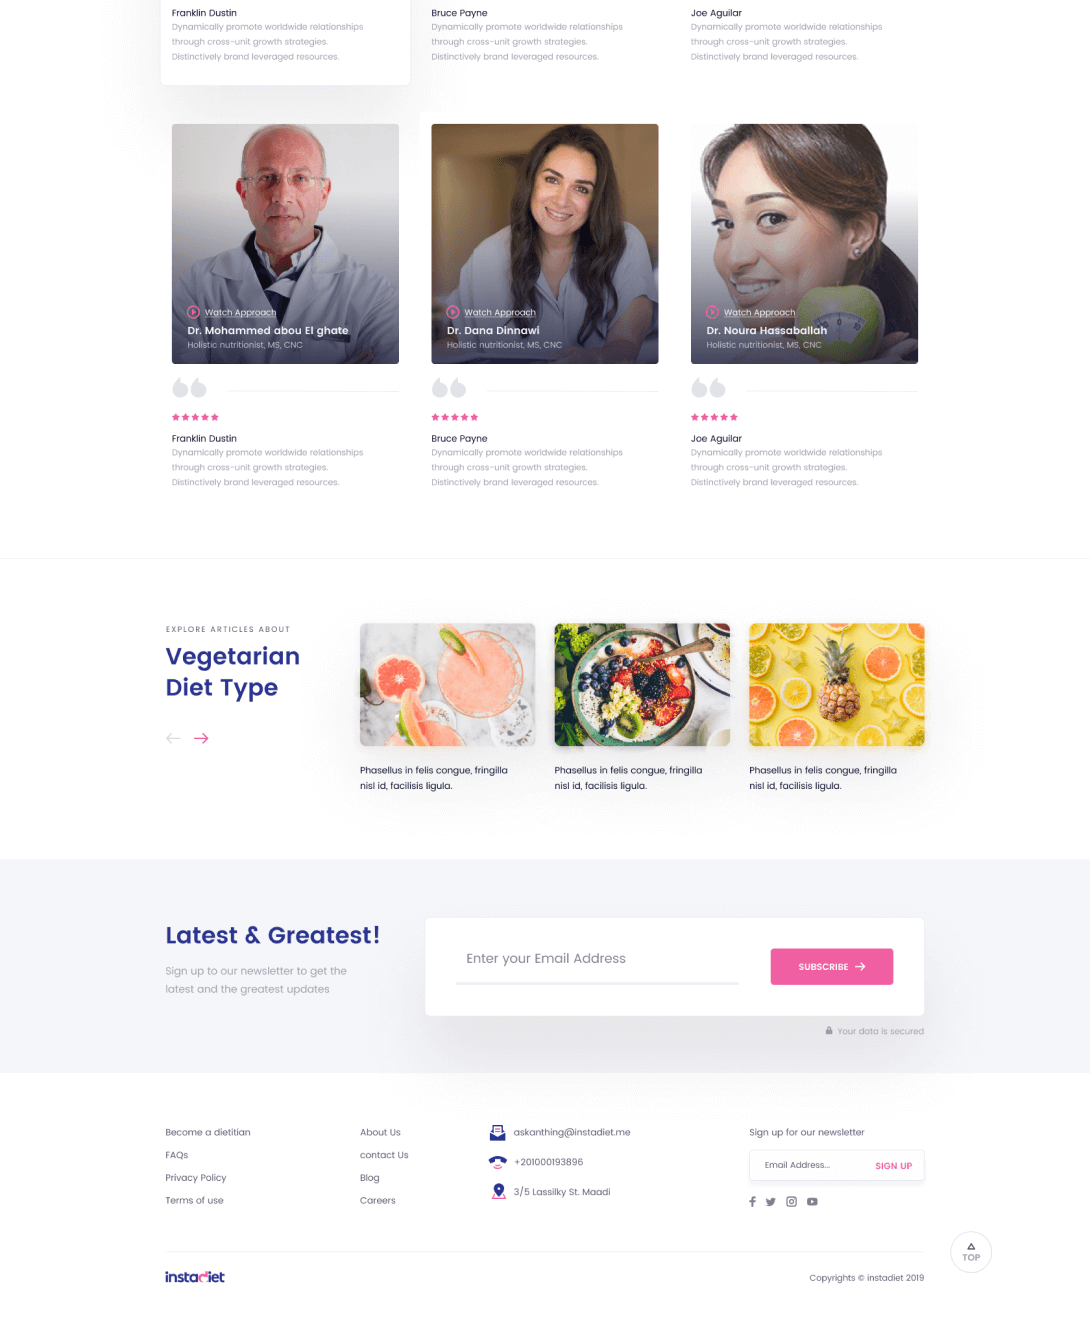 Franklin Dustin
Dynamically promote worldwide relationships
through cross-unit growth strategies.
Distinctively brand leveraged resources.
Bruce Payne
Dynamically promote worldwide relationships
through cross-unit growth strategies.
Distinctively brand leveraged resources.
Joe Aguilar
Dynamically promote worldwide relationships
through cross-unit growth strategies.
Distinctively brand leveraged resources.
Watch Approach
Dr. Mohammed abou El ghate
Holistic nutritionist, MS, CNC
Watch Approach
Dr. Dana Dinnawi
Holistic nutritionist, MS, CNC
Watch Approach
Dr. Noura Hassaballah
Holistic nutritionist, MS, CNC
Franklin Dustin
Dynamically promote worldwide relationships
through cross-unit growth strategies.
Distinctively brand leveraged resources.
Bruce Payne
Dynamically promote worldwide relationships
through cross-unit growth strategies.
Distinctively brand leveraged resources.
Joe Aguilar
Dynamically promote worldwide relationships
through cross-unit growth strategies.
Distinctively brand leveraged resources.
EXPLORE ARTICLES ABOUT
Vegetarian
Diet Type
Phasellus in felis congue, fringilla
nisl id, facilisis ligula.
Phasellus in felis congue, fringilla
nisl id, facilisis ligula.
Phasellus in felis congue, fringilla
nisl id, facilisis ligula.
Latest & Greatest!
Sign up to our newsletter to get the
latest and the greatest updates
Enter your Email Address
SUBSCRIBE
Your data is secured
Become a dietitian
FAQs
Privacy Policy
Terms of use
About Us
contact Us
Blog
Careers
askanthing@instadiet.me
+201000193896
3/5 Lassilky St. Maadi
Sign up for our newsletter
Email Address...
SIGN UP
TOP
instadiet
Copyrights © instadiet 2019